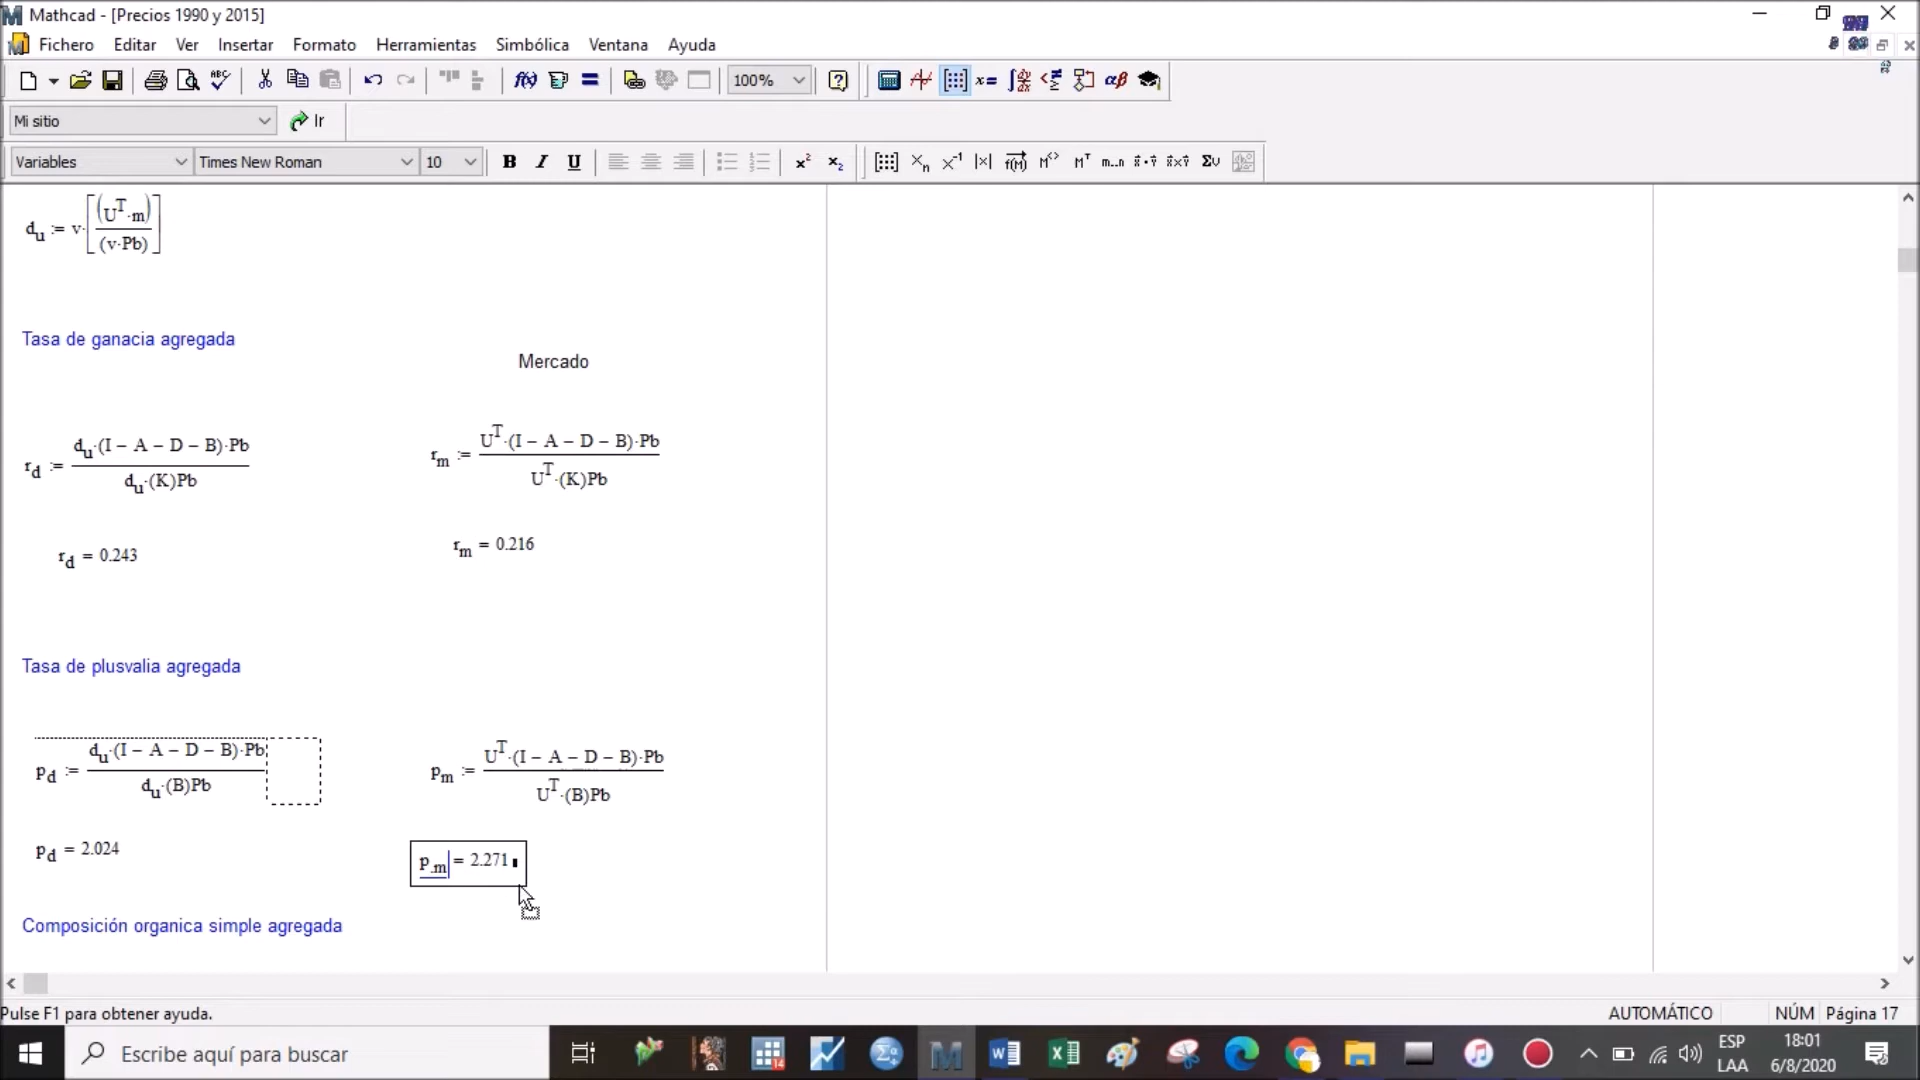 Mathcad - [Precios 1990 y 2015]
Fichero Editar Ver Insertar Formato Herramientas Simbólica Ventana Ayuda
100%
Mi sitio Ir
Variables Times New Roman 10 B I U
d_u := v·[(U^T·m)/(v·Pb)]
Tasa de ganacia agregada
Mercado
r_d := d_u·(I − A − D − B)·Pb / d_u·(K)Pb
r_m := U^T·(I − A − D − B)·Pb / U^T·(K)Pb
r_d = 0.243
r_m = 0.216
Tasa de plusvalia agregada
p_d := d_u·(I − A − D − B)·Pb / d_u·(B)Pb
p_m := U^T·(I − A − D − B)·Pb / U^T·(B)Pb
p_d = 2.024
p.m = 2.271
Composición organica simple agregada
Pulse F1 para obtener ayuda.
AUTOMÁTICO NÚM Página 17
Escribe aquí para buscar
ESP
LAA
18:01
6/8/2020